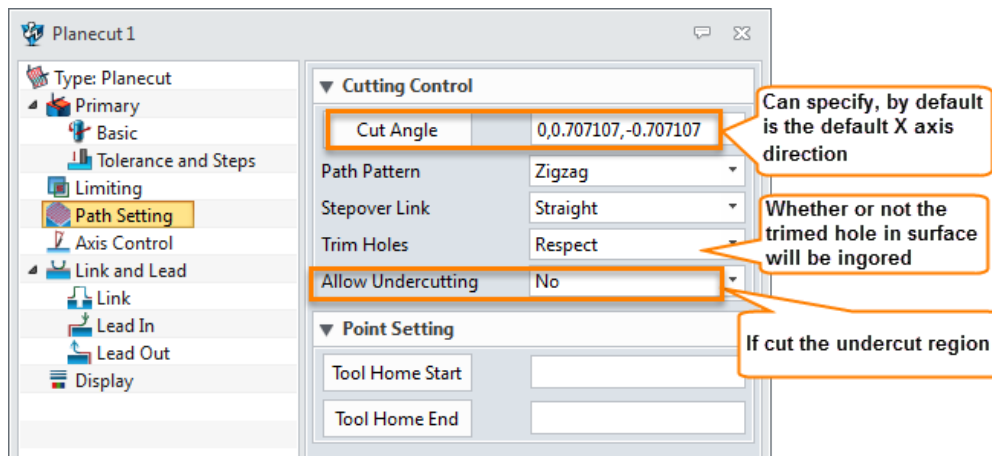 Planecut 1
Type: Planecut
Primary
Basic
Tolerance and Steps
Limiting
Path Setting
Axis Control
Link and Lead
Link
Lead In
Lead Out
Display
Cutting Control
Cut Angle 0,0.707107,-0.707107
Path Pattern Zigzag
Stepover Link Straight
Trim Holes Respect
Allow Undercutting No
Point Setting
Tool Home Start
Tool Home End
Can specify, by default
is the default X axis
direction
Whether or not the
trimed hole in surface
will be ingored
If cut the undercut region